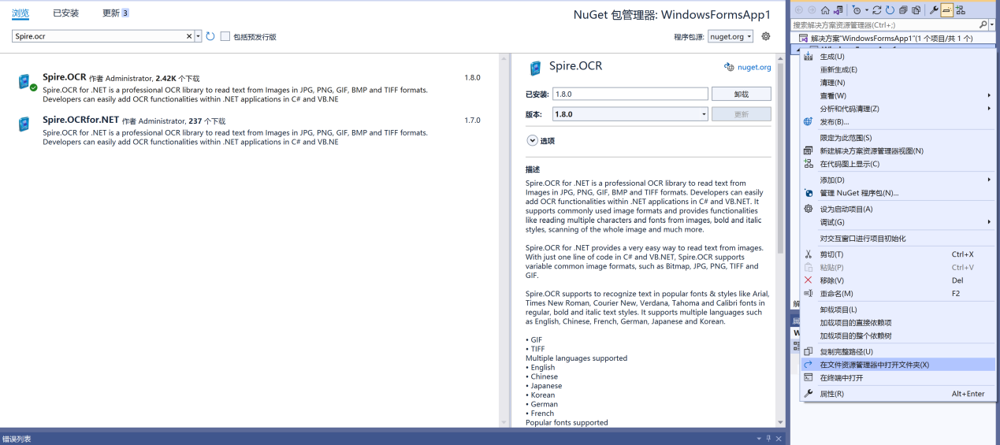 浏览 已安装 更新 3
NuGet 包管理器: WindowsFormsApp1
Spire.ocr
包括预发行版
程序包源: nuget.org
Spire.OCR 作者 Administrator, 2.42K 个下载
1.8.0
Spire.OCR for .NET is a professional OCR library to read text from Images in JPG, PNG, GIF, BMP and TIFF formats.
Developers can easily add OCR functionalities within .NET applications in C# and VB.NE
Spire.OCRfor.NET 作者 Administrator, 237 个下载
1.7.0
Spire.OCR for .NET is a professional OCR library to read text from Images in JPG, PNG, GIF, BMP and TIFF formats.
Developers can easily add OCR functionalities within .NET applications in C# and VB.NE
Spire.OCR
nuget.org
已安装: 1.8.0 卸载
版本: 1.8.0 更新
选项
描述
Spire.OCR for .NET is a professional OCR library to read text from
Images in JPG, PNG, GIF, BMP and TIFF formats. Developers can easily
add OCR functionalities within .NET applications in C# and VB.NET. It
supports commonly used image formats and provides functionalities
like reading multiple characters and fonts from images, bold and italic
styles, scanning of the whole image and much more.
Spire.OCR for .NET provides a very easy way to read text from images.
With just one line of code in C# and VB.NET, Spire.OCR supports
variable common image formats, such as Bitmap, JPG, PNG, TIFF and
GIF.
Spire.OCR supports to recognize text in popular fonts & styles like Arial,
Times New Roman, Courier New, Verdana, Tahoma and Calibri fonts in
regular, bold and italic text styles. It supports multiple languages such
as English, Chinese, French, German, Japanese and Korean.
• GIF
• TIFF
Multiple languages supported
• English
• Chinese
• Japanese
• Korean
• German
• French
Popular fonts supported
错误列表
搜索解决方案资源管理器(Ctrl+;)
解决方案"WindowsFormsApp1"(1 个项目/共 1 个)
生成(U)
重新生成(E)
清理(N)
查看(W)
分析和代码清理(Z)
发布(B)...
限定为此范围(S)
新建解决方案资源管理器视图(N)
在代码图上显示(C)
添加(D)
管理 NuGet 程序包(N)...
设为启动项目(A)
调试(G)
对交互窗口进行项目初始化
剪切(T) Ctrl+X
粘贴(P) Ctrl+V
移除(V) Del
重命名(M) F2
卸载项目(L)
加载项目的直接依赖项
加载项目的整个依赖树
复制完整路径(U)
在文件资源管理器中打开文件夹(X)
在终端中打开
属性(R) Alt+Enter